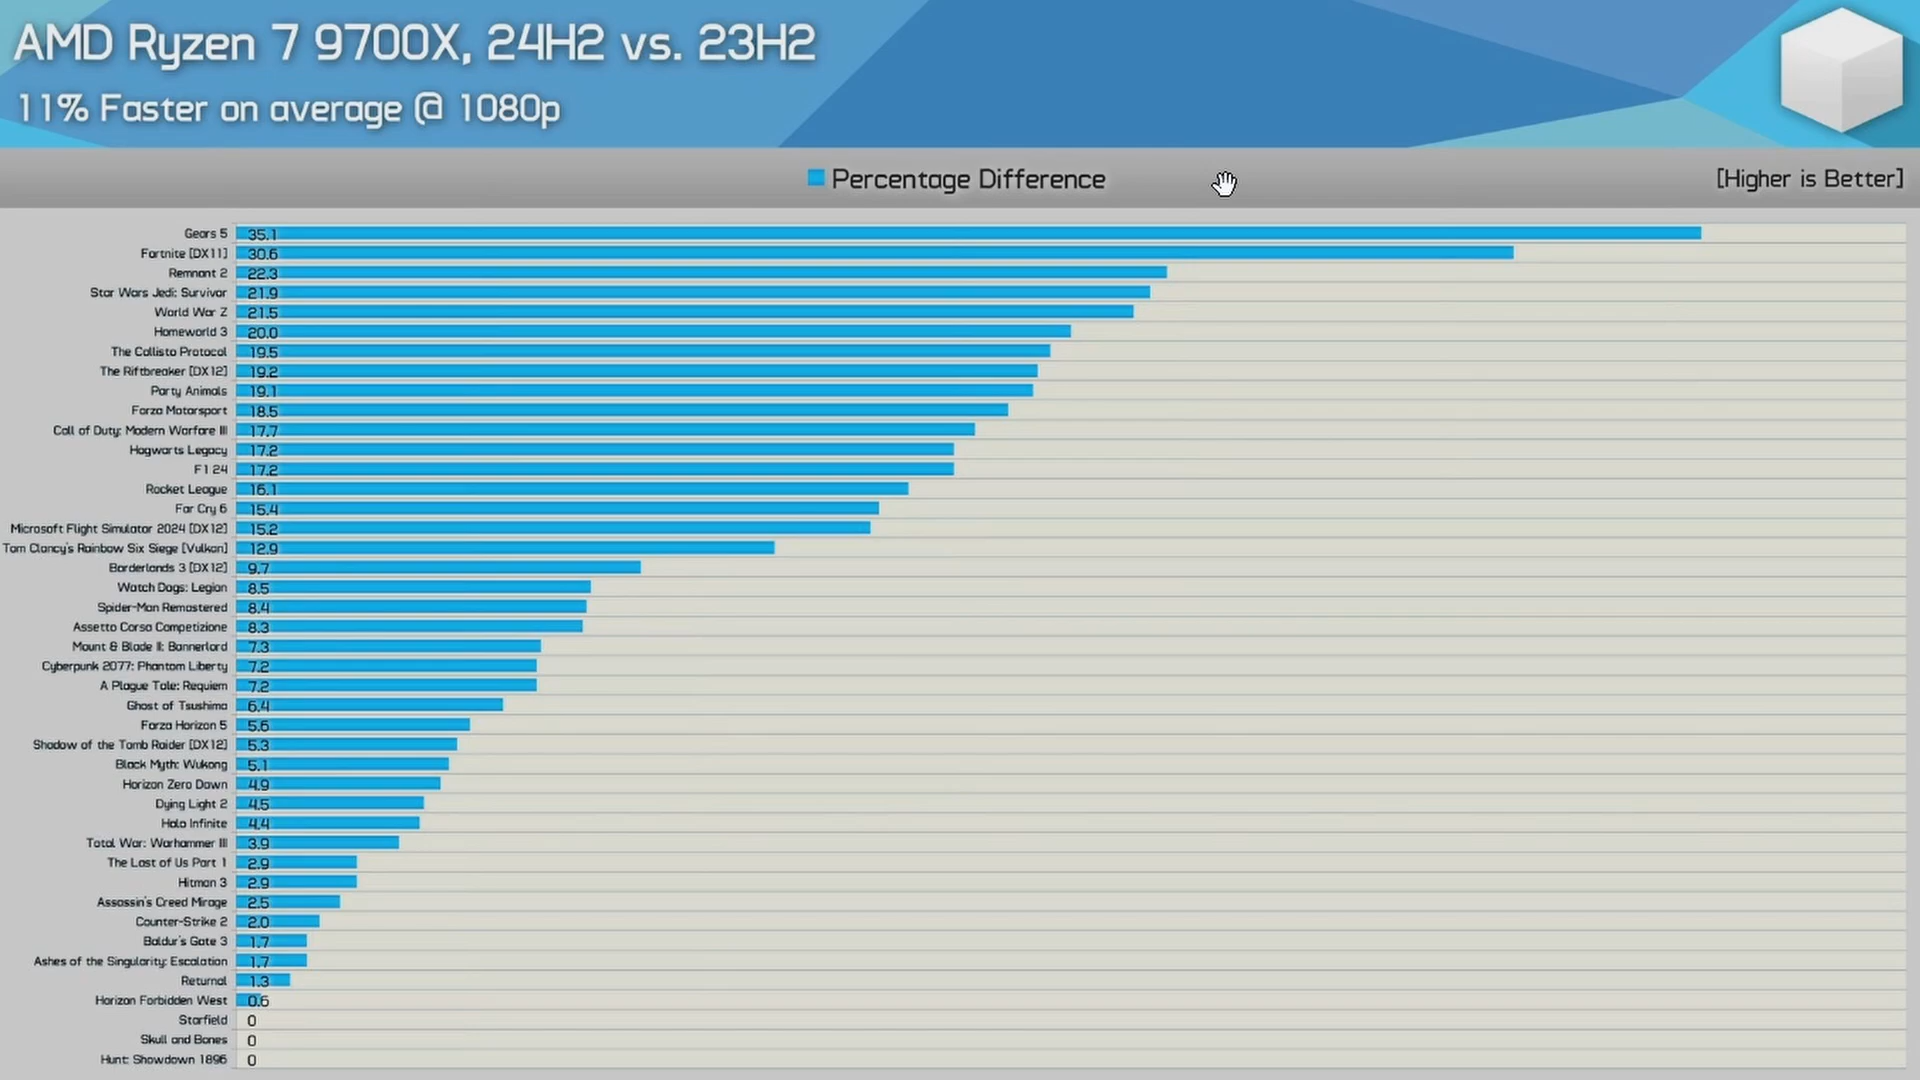 AMD Ryzen 7 9700X, 24H2 vs. 23H2
11% Faster on average @ 1080p
Percentage Difference
[Higher is Better]
Gears 5 35.1
Fortnite [DX11] 30.6
Remnant 2 22.3
Star Wars Jedi: Survivor 21.9
World War Z 21.5
Homeworld 3 20.0
The Callisto Protocol 19.5
The Riftbreaker [DX12] 19.2
Party Animals 19.1
Forza Motorsport 18.5
Call of Duty: Modern Warfare III 17.7
Hogwarts Legacy 17.2
F1 24 17.2
Rocket League 16.1
Far Cry 6 15.4
Microsoft Flight Simulator 2024 [DX12] 15.2
Tom Clancy's Rainbow Six Siege [Vulkan] 12.9
Borderlands 3 [DX12] 9.7
Watch Dogs: Legion 8.5
Spider-Man Remastered 8.4
Assetto Corsa Competizione 8.3
Mount & Blade II: Bannerlord 7.3
Cyberpunk 2077: Phantom Liberty 7.2
A Plague Tale: Requiem 7.2
Ghost of Tsushima 6.4
Forza Horizon 5 5.6
Shadow of the Tomb Raider [DX12] 5.3
Black Myth: Wukong 5.1
Horizon Zero Dawn 4.9
Dying Light 2 4.5
Halo Infinite 4.4
Total War: Warhammer III 3.9
The Last of Us Part 1 2.9
Hitman 3 2.9
Assassin's Creed Mirage 2.5
Counter-Strike 2 2.0
Baldur's Gate 3 1.7
Ashes of the Singularity: Escalation 1.7
Returnal 1.3
Horizon Forbidden West 0.6
Starfield 0
Skull and Bones 0
Hunt: Showdown 1896 0